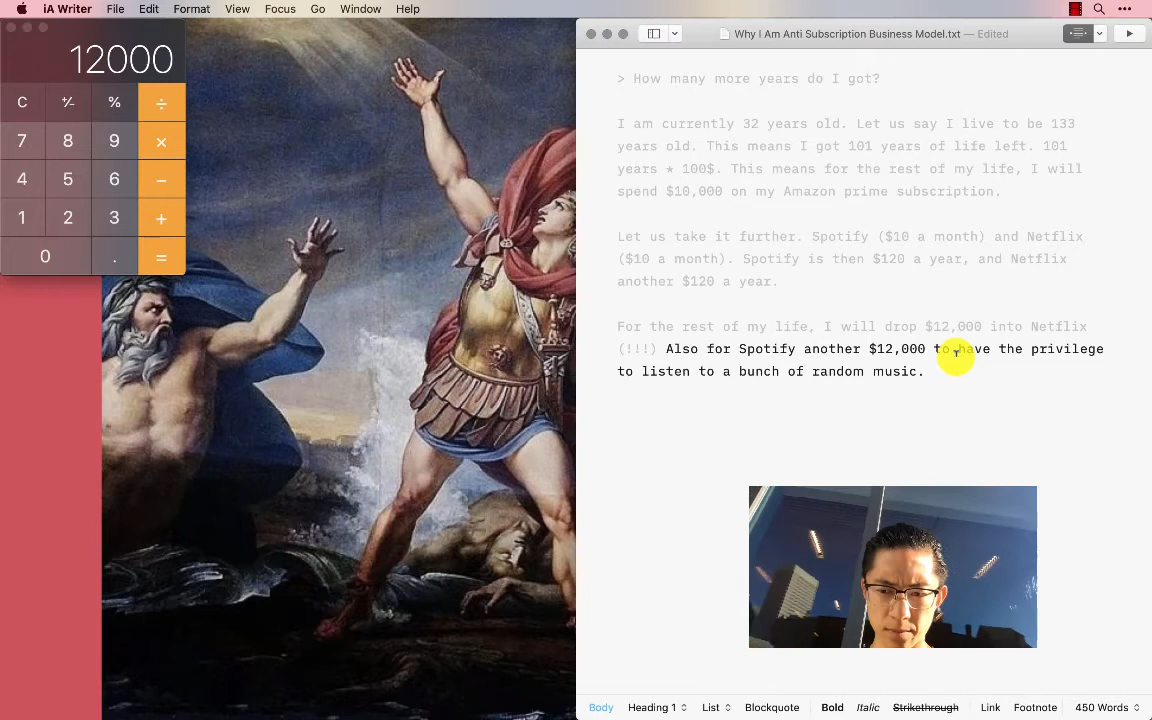 iA Writer File Edit Format View Focus Go Window Help
12000
C +/- % ÷
7 8 9 ×
4 5 6 −
1 2 3 +
0 . =
Why I Am Anti Subscription Business Model.txt — Edited
> How many more years do I got?
I am currently 32 years old. Let us say I live to be 133
years old. This means I got 101 years of life left. 101
years * 100$. This means for the rest of my life, I will
spend $10,000 on my Amazon prime subscription.
Let us take it further. Spotify ($10 a month) and Netflix
($10 a month). Spotify is then $120 a year, and Netflix
another $120 a year.
For the rest of my life, I will drop $12,000 into Netflix
(!!!) Also for Spotify another $12,000 to have the privilege
to listen to a bunch of random music.
Body Heading 1 List Blockquote Bold Italic Strikethrough Link Footnote 450 Words